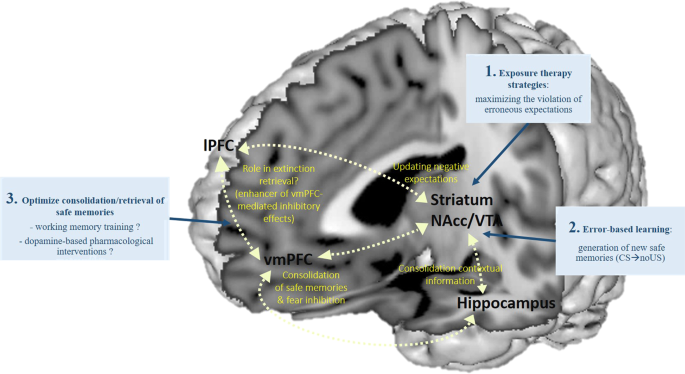 1. Exposure therapy
strategies:
maximizing the violation of
erroneous expectations
lPFC
Role in extinction
retrieval?
(enhancer of vmPFC-
mediated inhibitory
effects)
Updating negative
expectations
Striatum
NAcc/VTA
3. Optimize consolidation/retrieval of
safe memories
- working memory training ?
- dopamine-based pharmacological
interventions ?
2. Error-based learning:
generation of new safe
memories (CS→noUS)
vmPFC
Consolidation
of safe memories
& fear inhibition
Consolidation contextual
information
Hippocampus